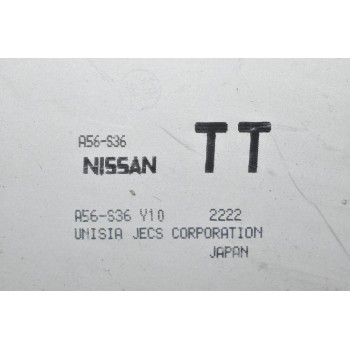 A56-S36
NISSAN TT
A56-S36 Y10 2222
UNISIA JECS CORPORATION
JAPAN